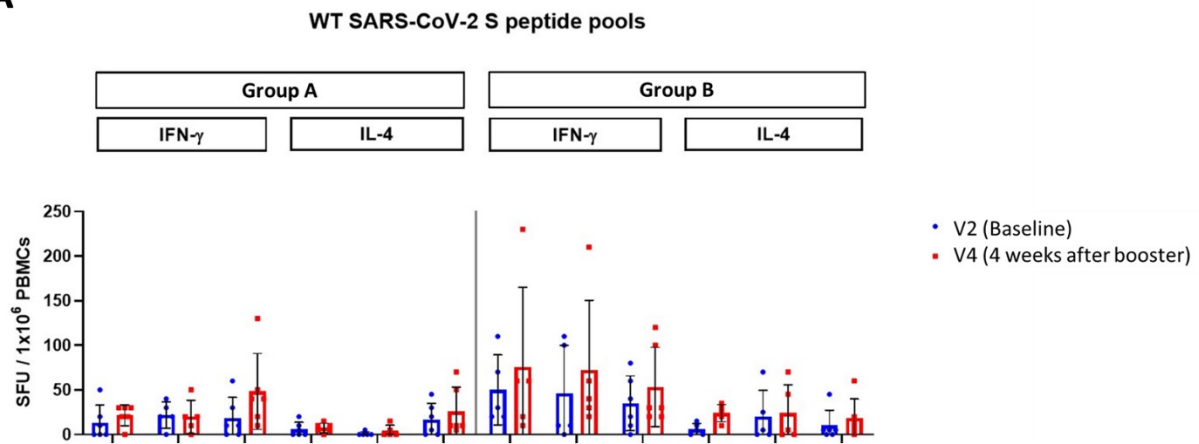 A
WT SARS-CoV-2 S peptide pools
Group A
Group B
IFN-γ
IL-4
IFN-γ
IL-4
SFU / 1x10⁶ PBMCs
250
200
150
100
50
0
V2 (Baseline)
V4 (4 weeks after booster)